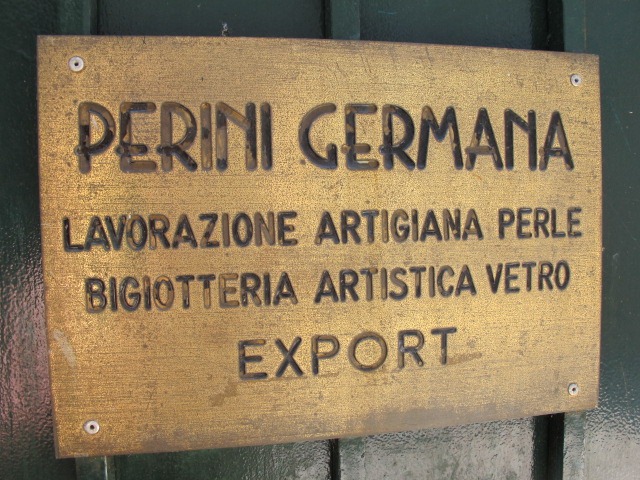 PERINI GERMANA
LAVORAZIONE ARTIGIANA PERLE
BIGIOTTERIA ARTISTICA VETRO
EXPORT